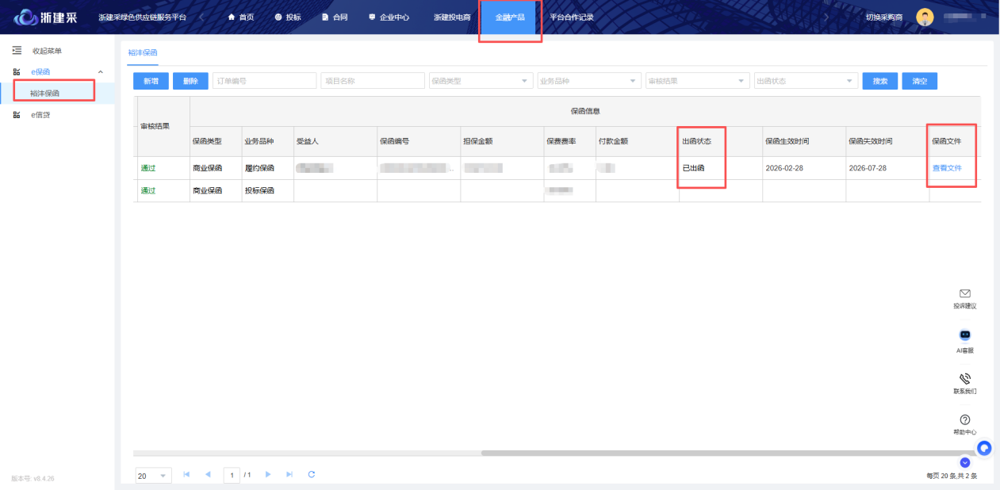 浙建采 浙建采绿色供应链服务平台 首页 投标 合同 企业中心 浙建投电商 金融产品 平台合作记录 切换采购商
收起菜单
e保函
裕沣保函
e信贷
裕沣保函
新增 删除 订单编号 项目名称 保函类型 业务品种 审核结果 出函状态 搜索 清空
审核结果 保函信息
保函类型 业务品种 受益人 保函编号 担保金额 保费费率 付款金额 出函状态 保函生效时间 保函失效时间 保函文件
通过 商业保函 履约保函 已出函 2026-02-28 2026-07-28 查看文件
通过 商业保函 投标保函
投诉建议
AI客服
联系我们
帮助中心
20 1 / 1 每页 20 条,共 2 条
版本号: v8.4.26